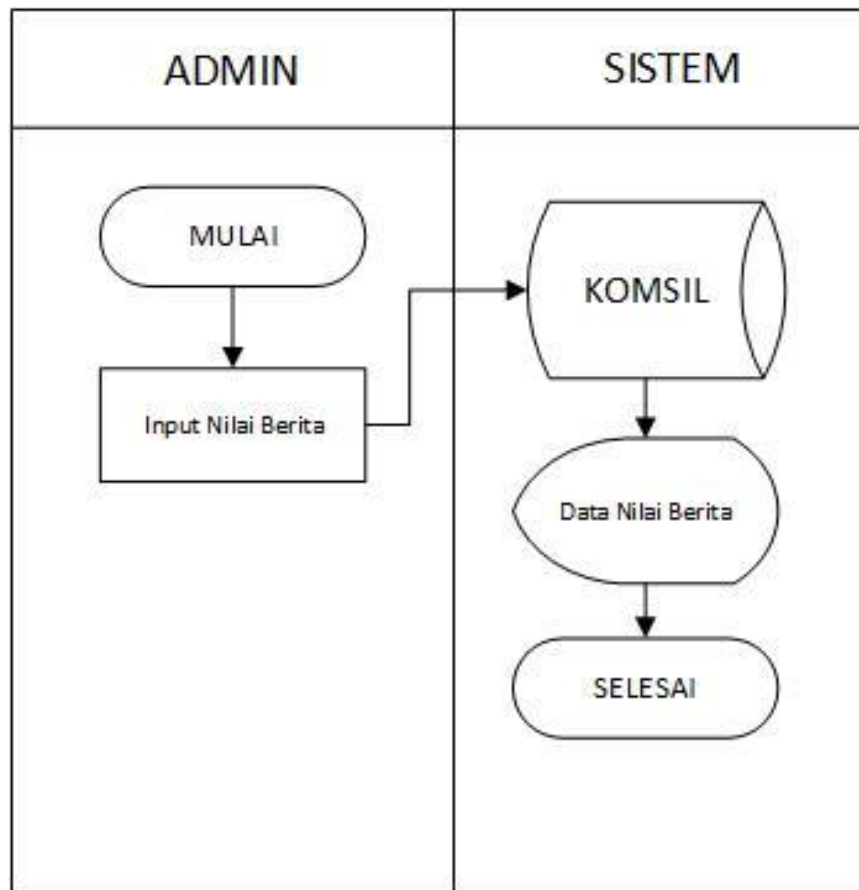 ADMIN
SISTEM
MULAI
Input Nilai Berita
KOMSIL
Data Nilai Berita
SELESAI